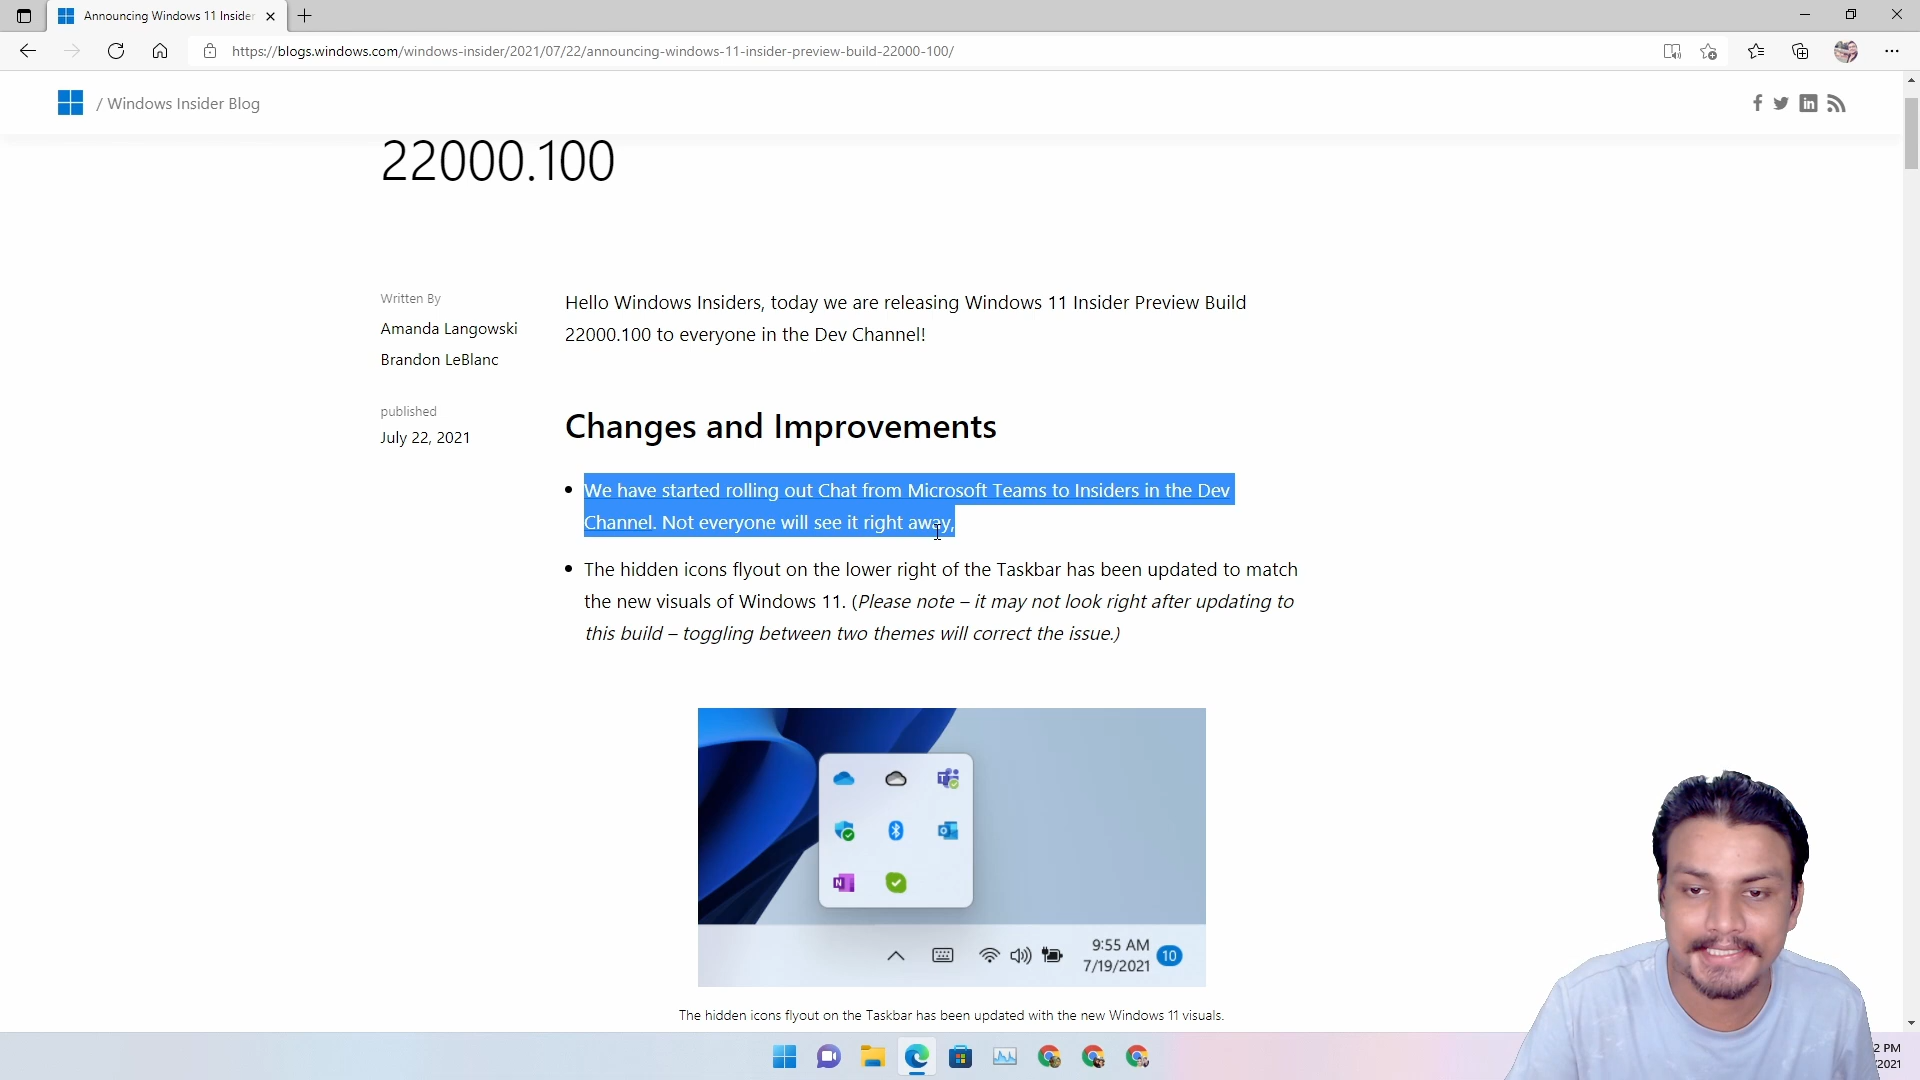 Announcing Windows 11 Insider
https://blogs.windows.com/windows-insider/2021/07/22/announcing-windows-11-insider-preview-build-22000-100/
/ Windows Insider Blog
22000.100
Written By
Amanda Langowski
Brandon LeBlanc
published
July 22, 2021
Hello Windows Insiders, today we are releasing Windows 11 Insider Preview Build
22000.100 to everyone in the Dev Channel!
Changes and Improvements
We have started rolling out Chat from Microsoft Teams to Insiders in the Dev
Channel. Not everyone will see it right away,
The hidden icons flyout on the lower right of the Taskbar has been updated to match
the new visuals of Windows 11. (Please note – it may not look right after updating to
this build – toggling between two themes will correct the issue.)
9:55 AM
7/19/2021
10
The hidden icons flyout on the Taskbar has been updated with the new Windows 11 visuals.
2 PM
2021